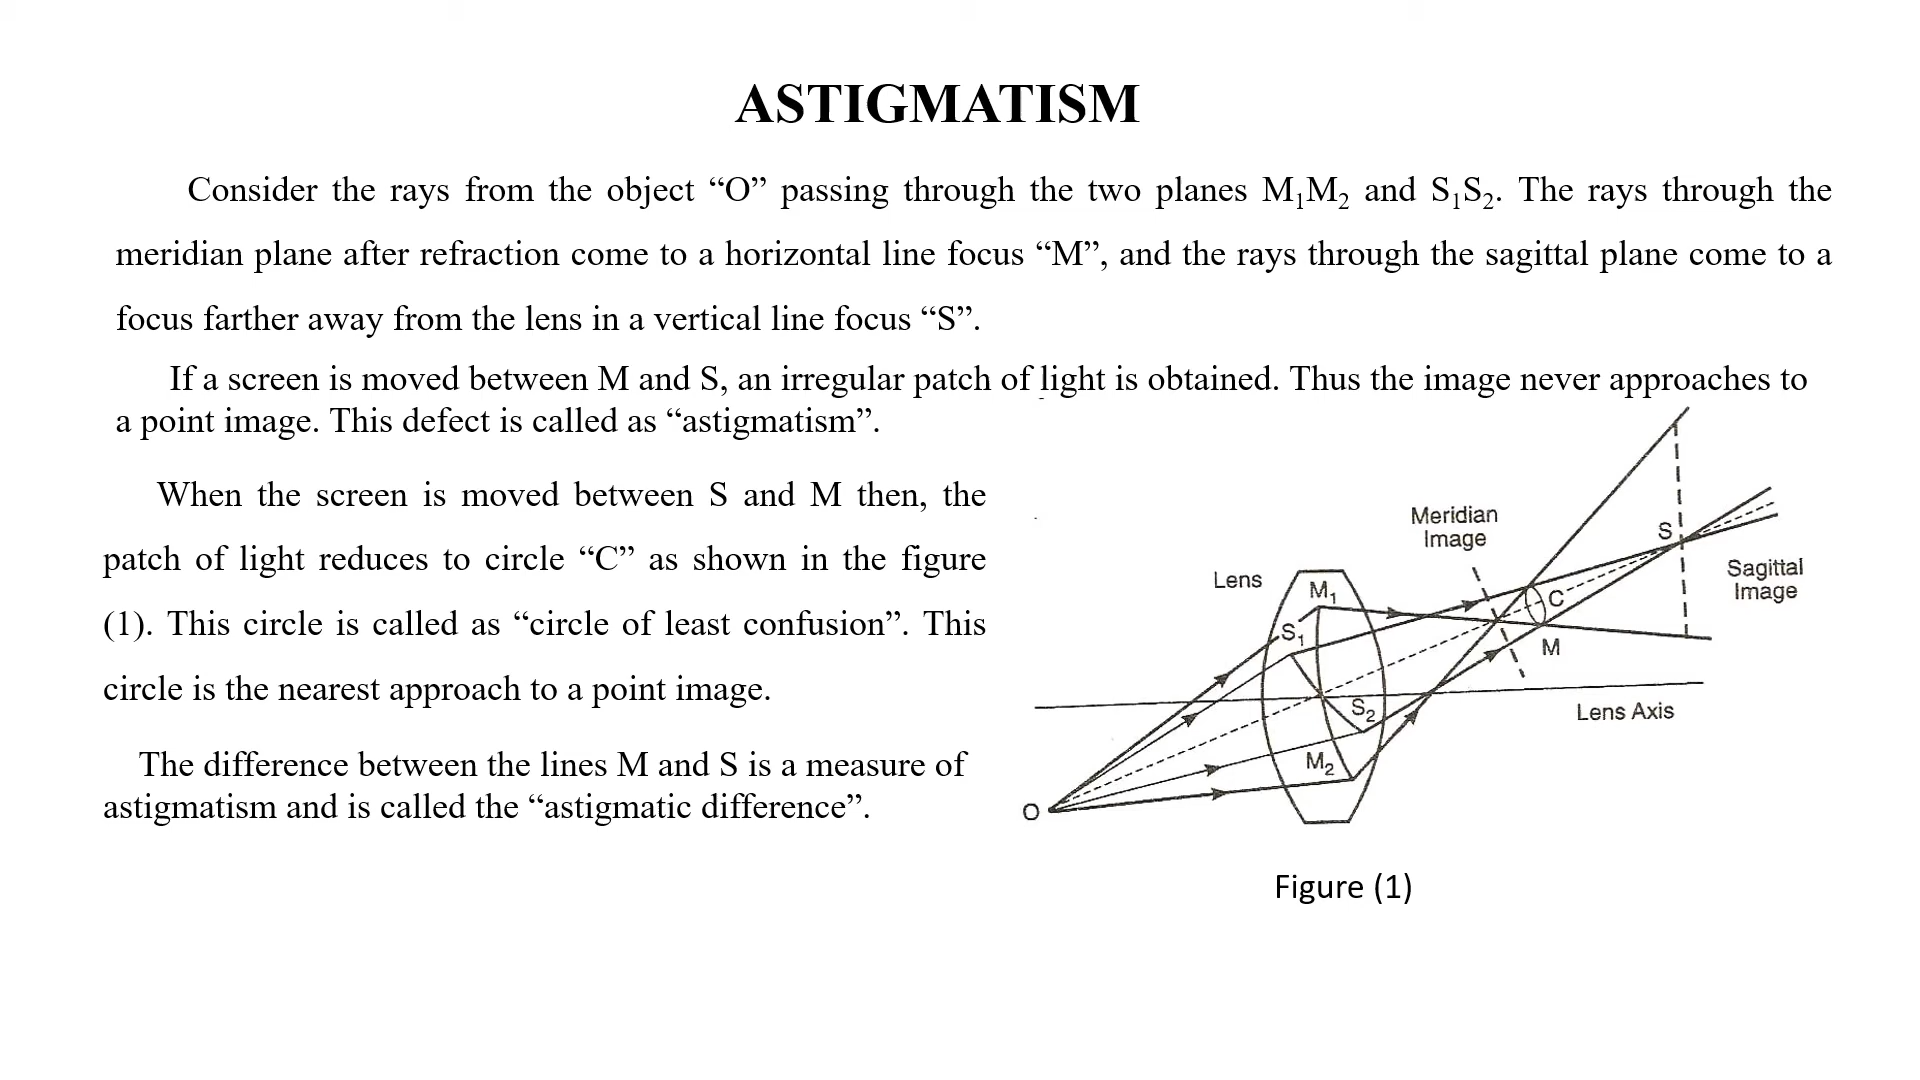 ASTIGMATISM
Consider the rays from the object “O” passing through the two planes M₁M₂ and S₁S₂. The rays through the
meridian plane after refraction come to a horizontal line focus “M”, and the rays through the sagittal plane come to a
focus farther away from the lens in a vertical line focus “S”.
If a screen is moved between M and S, an irregular patch of light is obtained. Thus the image never approaches to
a point image. This defect is called as “astigmatism”.
When the screen is moved between S and M then, the
patch of light reduces to circle “C” as shown in the figure
(1). This circle is called as “circle of least confusion”. This
circle is the nearest approach to a point image.
The difference between the lines M and S is a measure of
astigmatism and is called the “astigmatic difference”.
Meridian
Image
S
Sagittal
Image
Lens
M₁
C
S₁
M
S₂
Lens Axis
M₂
O
Figure (1)